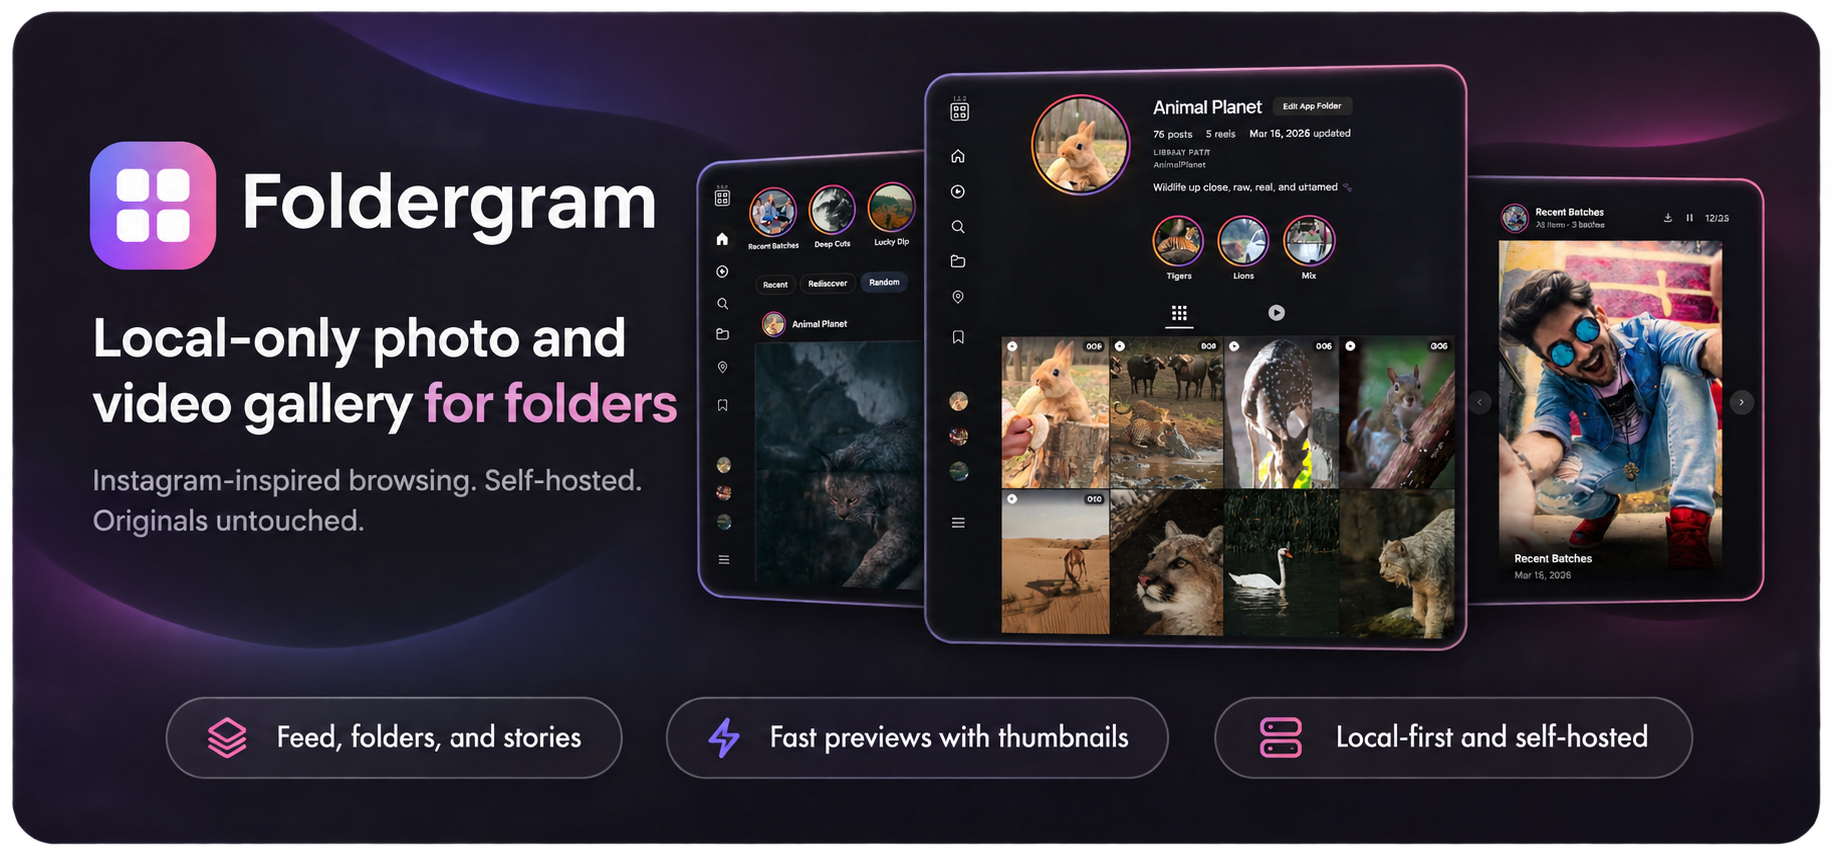 Foldergram
Local-only photo and
video gallery for folders
Instagram-inspired browsing. Self-hosted.
Originals untouched.
Recent Batches
Deep Cuts
Lucky Dip
Recent
Rediscover
Random
Animal Planet
Animal Planet
Edit App Folder
76 posts 5 reels Mar 16, 2026 updated
LIBRARY PATH
AnimalPlanet
Wildlife up close, raw, real, and untamed
Tigers
Lions
Mix
Recent Batches
Recent Batches
Mar 16, 2026
Feed, folders, and stories
Fast previews with thumbnails
Local-first and self-hosted